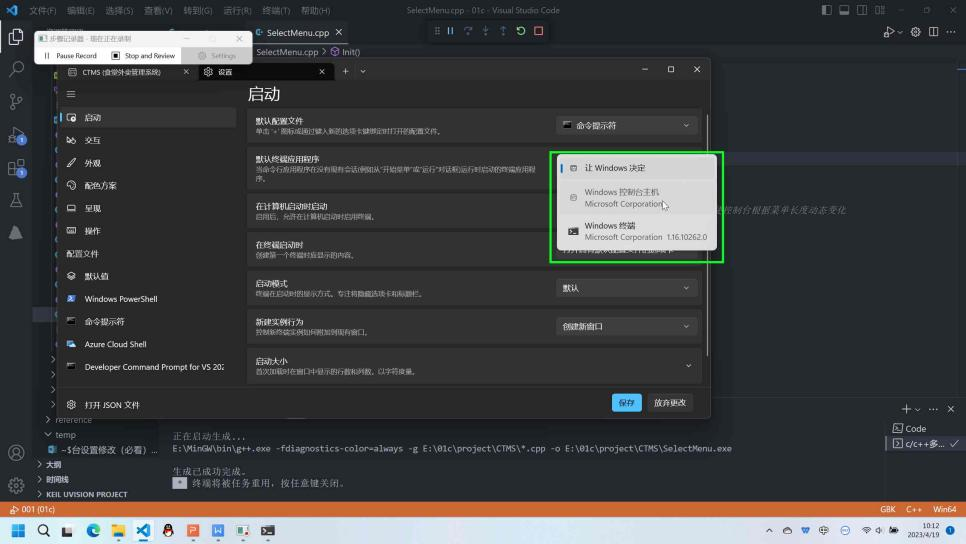 文件(F) 编辑(E) 选择(S) 查看(V) 转到(G) 运行(R) 终端(T) 帮助(H) SelectMenu.cpp - 01c - Visual Studio Code
步骤记录器 - 现在正在录制
SelectMenu.cpp
Pause Record Stop and Review Settings
SelectMenu.cpp > Init()
CTMS (食堂外卖管理系统) 设置
启动
启动
交互
外观
配色方案
呈现
操作
配置文件
默认值
Windows PowerShell
命令提示符
Azure Cloud Shell
Developer Command Prompt for VS 202
打开 JSON 文件
默认配置文件
单击 '+' 图标或通过键入新的选项卡键绑定时打开的配置文件。
命令提示符
默认终端应用程序
当命令行应用程序在没有现有会话(例如从"开始菜单"或"运行"对话框)运行时启动的终端应用程序。
让 Windows 决定
Windows 控制台主机
Microsoft Corporation
Windows 终端
Microsoft Corporation 1.16.10262.0
控制台根据菜单长度动态变化
在计算机启动时启动
启用后，允许在计算机启动时启用终端。
在终端启动时
创建第一个终端时应显示的内容。
启动模式
终端在启动时的显示方式。专注将隐藏选项卡和标题栏。
默认
新建实例行为
控制新终端实例如何附加到现有窗口。
创建新窗口
启动大小
首次加载时在窗口中显示的行数和列数。以字符度量。
保存 放弃更改
reference
temp
~$台设置修改（必看）...
大纲
时间线
KEIL UVISION PROJECT
正在启动生成...
E:\MinGW\bin\g++.exe -fdiagnostics-color=always -g E:\01c\project\CTMS\*.cpp -o E:\01c\project\CTMS\SelectMenu.exe
生成已成功完成。
* 终端将被任务重用，按任意键关闭。
Code
c/c++多...
001 (01c) GBK C++ Win64
10:12
2023/4/19